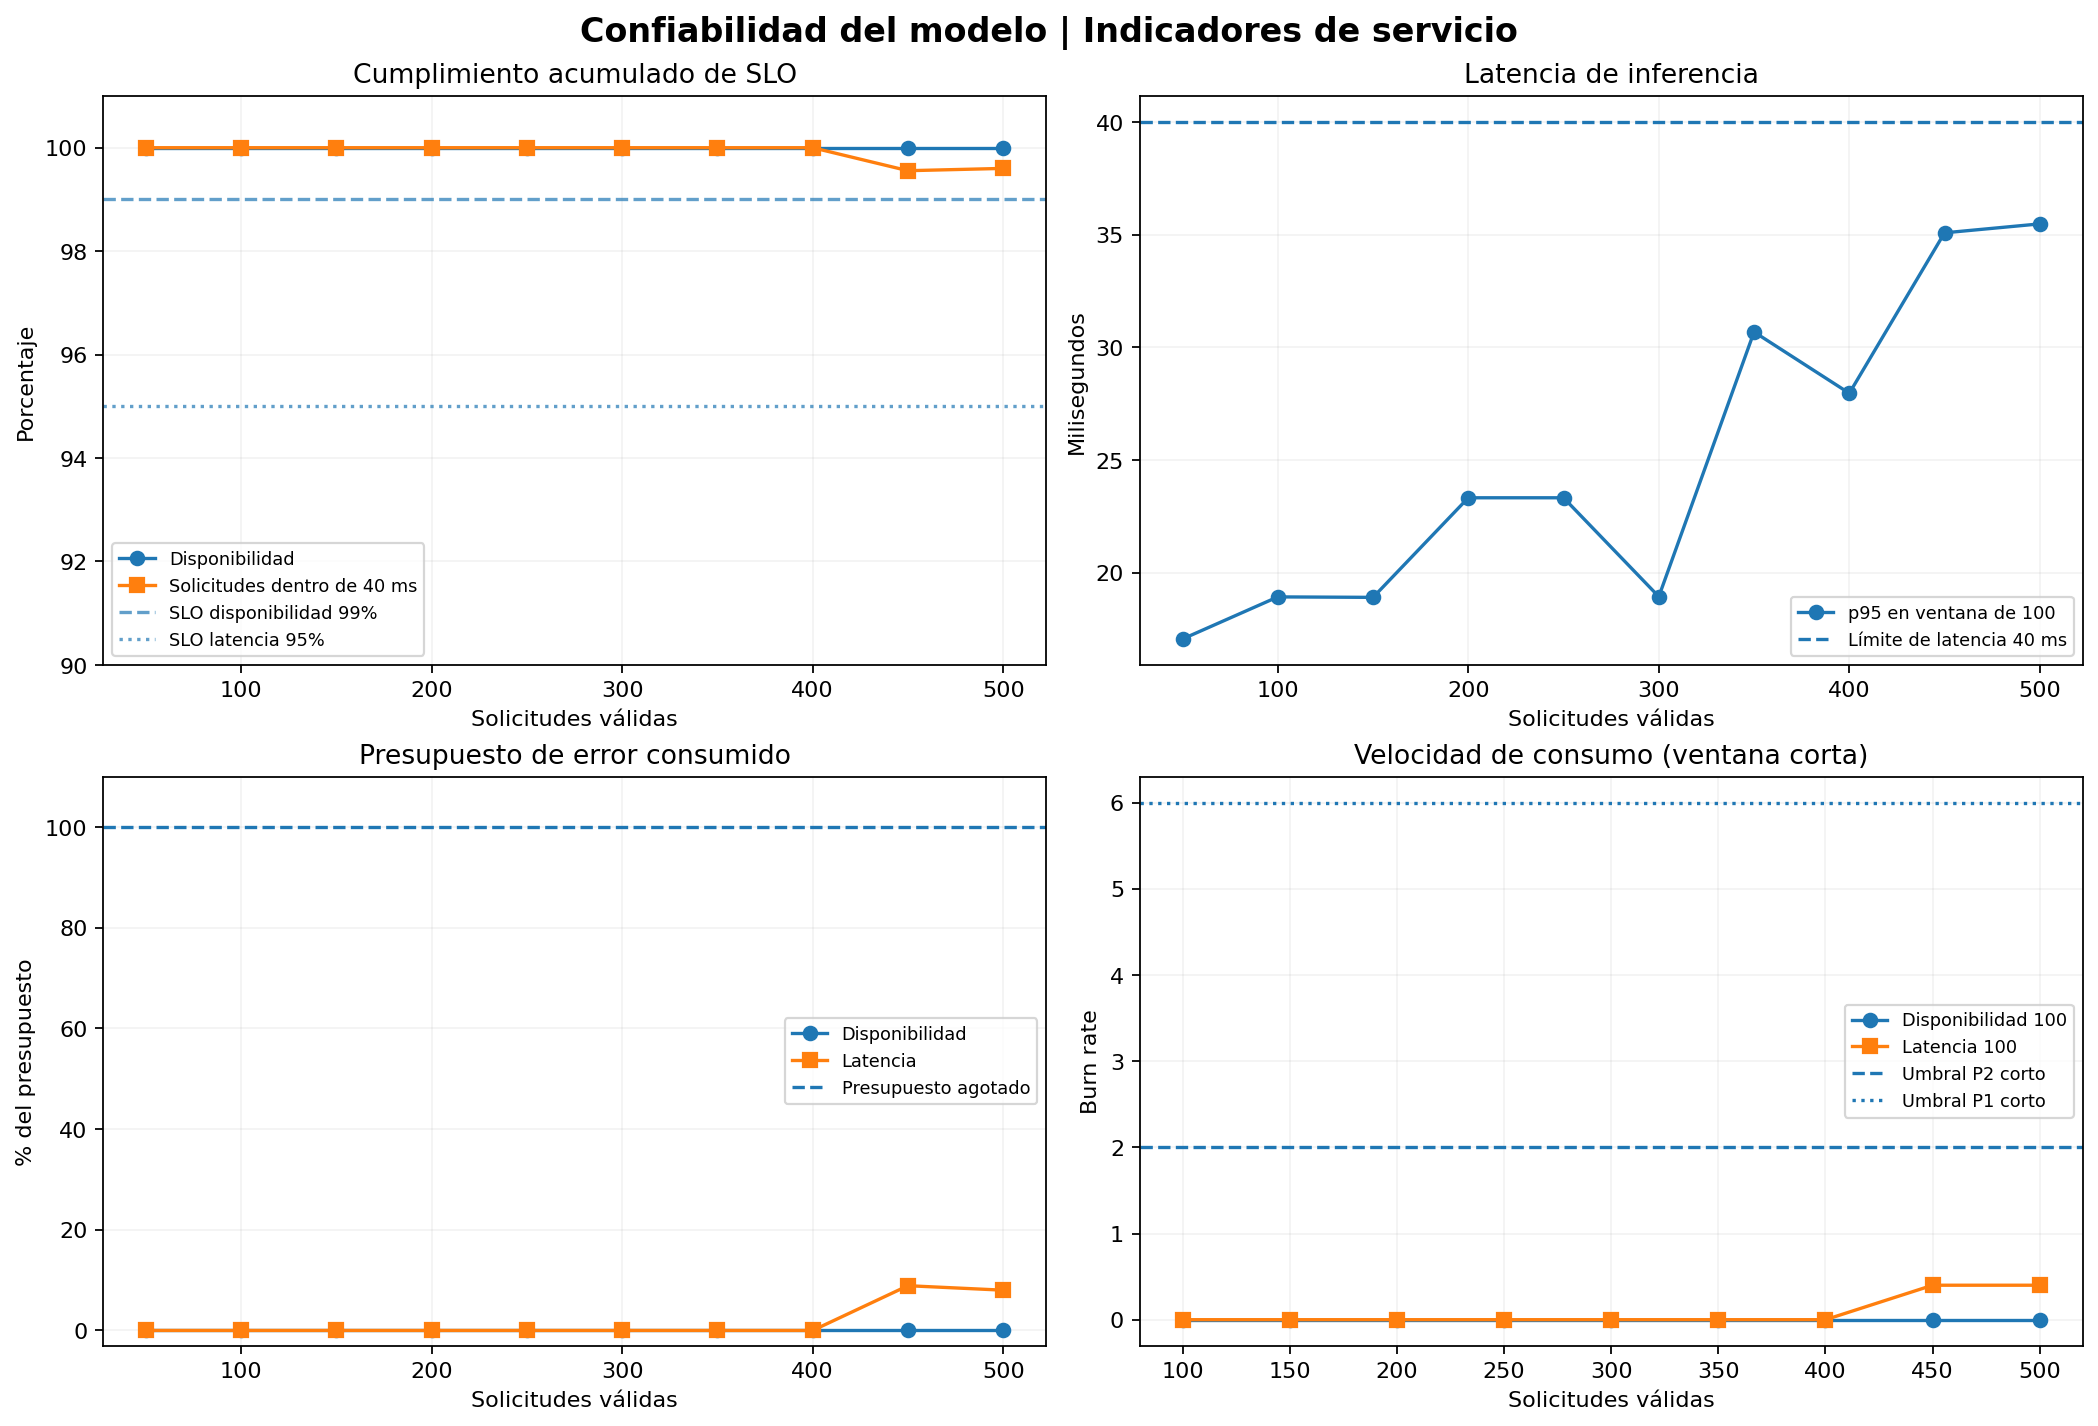 Confiabilidad del modelo | Indicadores de servicio
Cumplimiento acumulado de SLO
Porcentaje
100
98
96
94
92
90
Disponibilidad
Solicitudes dentro de 40 ms
SLO disponibilidad 99%
SLO latencia 95%
100 200 300 400 500
Solicitudes válidas
Latencia de inferencia
Milisegundos
40
35
30
25
20
p95 en ventana de 100
Límite de latencia 40 ms
100 200 300 400 500
Solicitudes válidas
Presupuesto de error consumido
% del presupuesto
100
80
60
40
20
0
Disponibilidad
Latencia
Presupuesto agotado
100 200 300 400 500
Solicitudes válidas
Velocidad de consumo (ventana corta)
Burn rate
6
5
4
3
2
1
0
Disponibilidad 100
Latencia 100
Umbral P2 corto
Umbral P1 corto
100 150 200 250 300 350 400 450 500
Solicitudes válidas